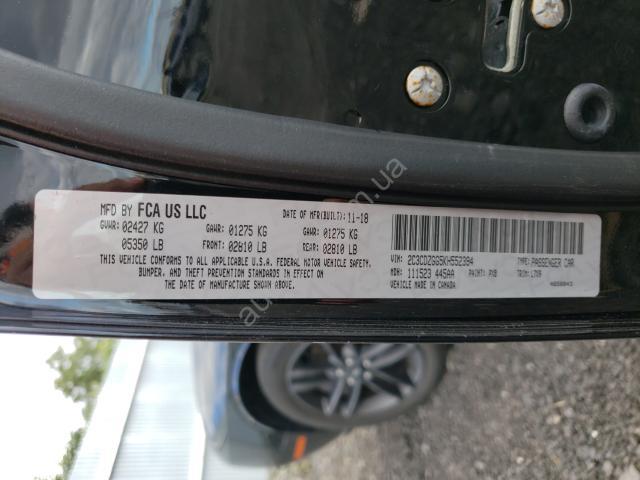 MFD BY FCA US LLC
DATE OF MFR(BUILT): 11-18
GVWR: 02427 KG
GAWR: 01275 KG
GAWR: 01275 KG
05350 LB
FRONT: 02810 LB
REAR: 02810 LB
THIS VEHICLE CONFORMS TO ALL APPLICABLE U.S.A. FEDERAL MOTOR VEHICLE SAFETY,
BUMPER, AND THEFT PREVENTION STANDARDS IN EFFECT ON
THE DATE OF MANUFACTURE SHOWN ABOVE.
VIN: 2C3CDZGG5KH552394
TYPE: PASSENGER CAR
MDH: 111523 445AA
PAINT: PX8
TRIM: L7X9
VEHICLE MADE IN CANADA